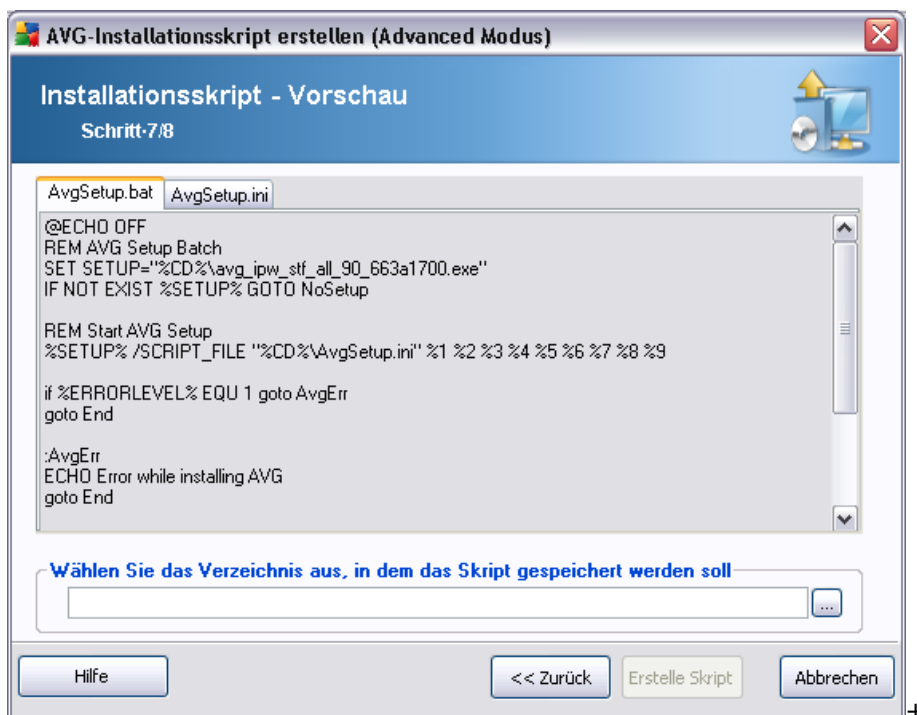 AVG-Installationsskript erstellen (Advanced Modus)
Installationsskript - Vorschau
Schritt·7/8
AvgSetup.bat AvgSetup.ini
@ECHO OFF
REM AVG Setup Batch
SET SETUP="%CD%\avg_ipw_stf_all_90_663a1700.exe"
IF NOT EXIST %SETUP% GOTO NoSetup
REM Start AVG Setup
%SETUP% /SCRIPT_FILE "%CD%\AvgSetup.ini" %1 %2 %3 %4 %5 %6 %7 %8 %9
if %ERRORLEVEL% EQU 1 goto AvgErr
goto End
:AvgErr
ECHO Error while installing AVG
goto End
Wählen Sie das Verzeichnis aus, in dem das Skript gespeichert werden soll
...
Hilfe << Zurück Erstelle Skript Abbrechen